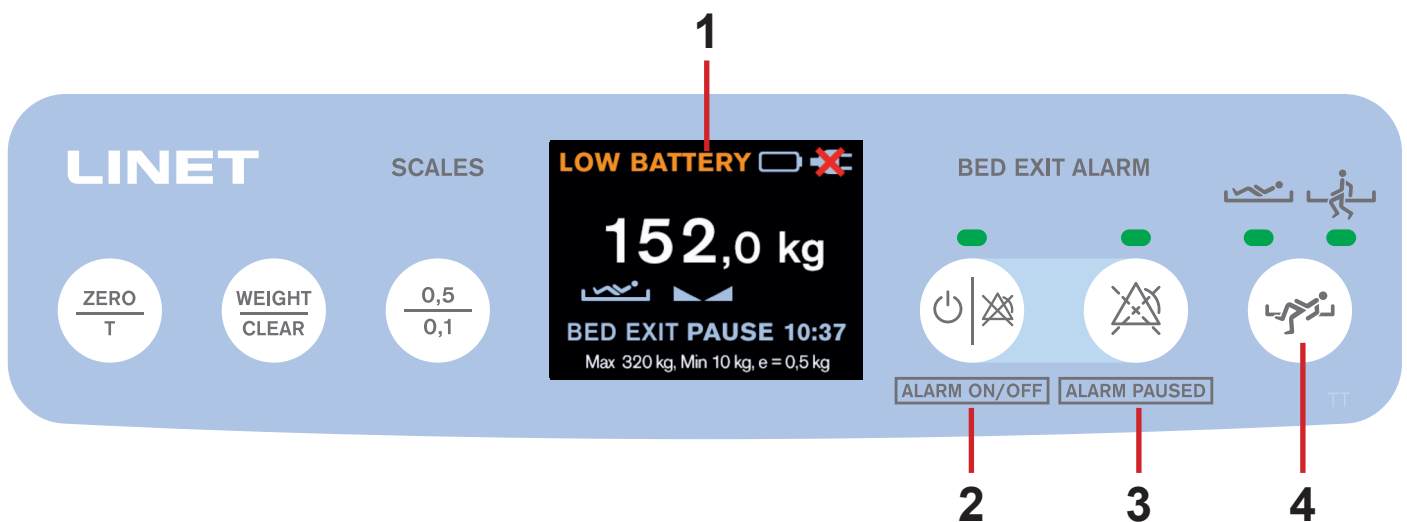 1
LINET
SCALES
LOW BATTERY
BED EXIT ALARM
152,0 kg
ZERO
T
WEIGHT
CLEAR
0,5
0,1
BED EXIT PAUSE 10:37
Max 320 kg, Min 10 kg, e = 0,5 kg
ALARM ON/OFF
ALARM PAUSED
TT
2
3
4